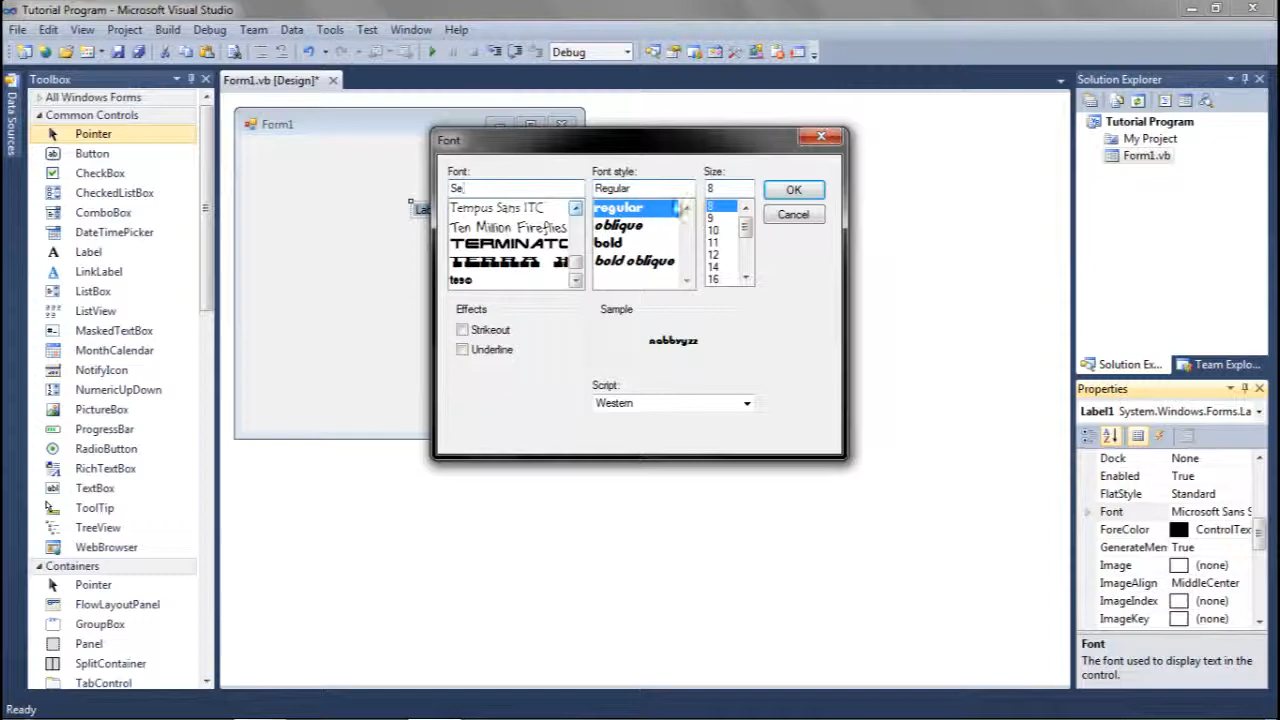 Tutorial Program - Microsoft Visual Studio
File Edit View Project Build Debug Team Data Tools Test Window Help
Debug
Data Sources
Toolbox
All Windows Forms
Common Controls
Pointer
Button
CheckBox
CheckedListBox
ComboBox
DateTimePicker
Label
LinkLabel
ListBox
ListView
MaskedTextBox
MonthCalendar
NotifyIcon
NumericUpDown
PictureBox
ProgressBar
RadioButton
RichTextBox
TextBox
ToolTip
TreeView
WebBrowser
Containers
Pointer
FlowLayoutPanel
GroupBox
Panel
SplitContainer
TabControl
Form1.vb [Design]*
Form1
Lab
Font
Font:
Se
Tempus Sans ITC
Ten Million Fireflies
TERMINATO
Font style:
Regular
regular
oblique
bold
bold oblique
Size:
8
8
9
10
11
12
14
16
OK
Cancel
Effects
Strikeout
Underline
Sample
Script:
Western
Solution Explorer
Tutorial Program
My Project
Form1.vb
Solution Ex... Team Explo...
Properties
Label1 System.Windows.Forms.La
Dock None
Enabled True
FlatStyle Standard
Font Microsoft Sans S
ForeColor ControlTex
GenerateMen True
Image (none)
ImageAlign MiddleCenter
ImageIndex (none)
ImageKey (none)
Font
The font used to display text in the
control.
Ready